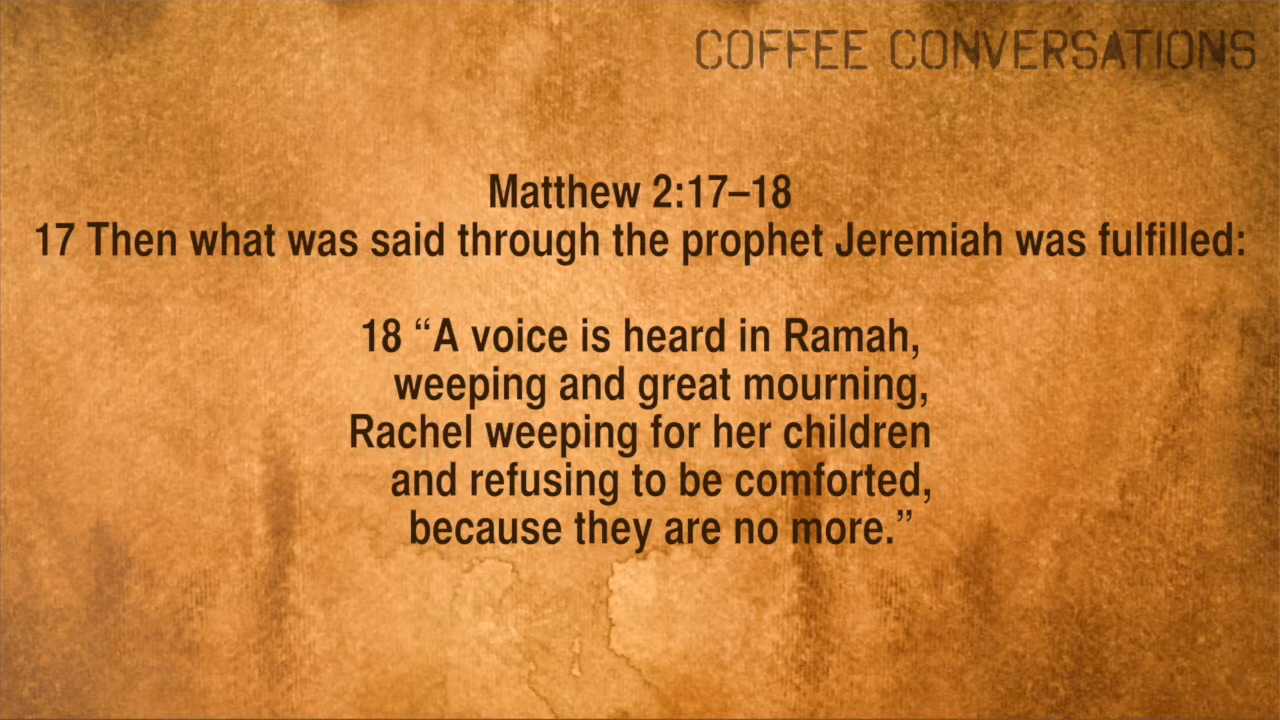 COFFEE CONVERSATIONS
Matthew 2:17–18
17 Then what was said through the prophet Jeremiah was fulfilled:
18 “A voice is heard in Ramah,
weeping and great mourning,
Rachel weeping for her children
and refusing to be comforted,
because they are no more.”